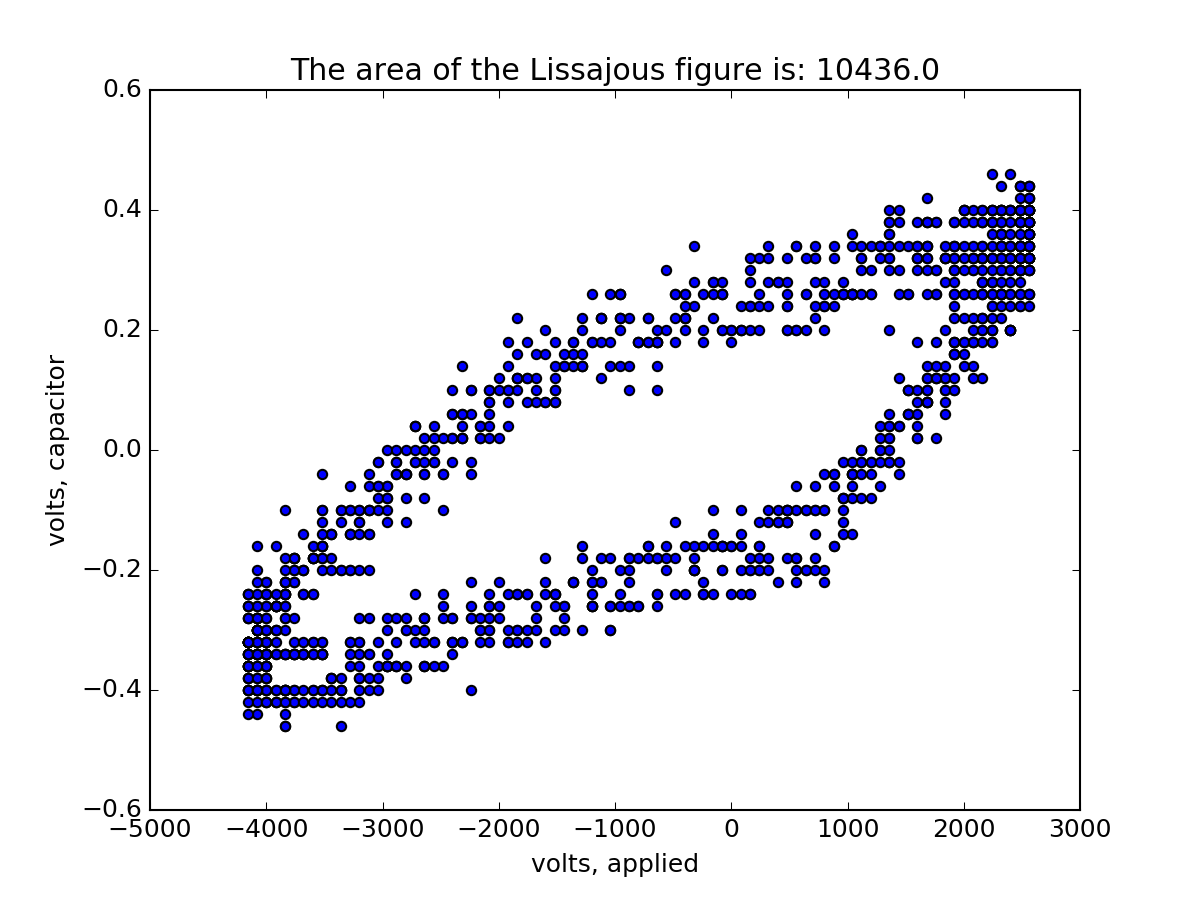 The area of the Lissajous figure is: 10436.0
0.6
0.4
0.2
0.0
−0.2
−0.4
−0.6
volts, capacitor
−5000 −4000 −3000 −2000 −1000 0 1000 2000 3000
volts, applied